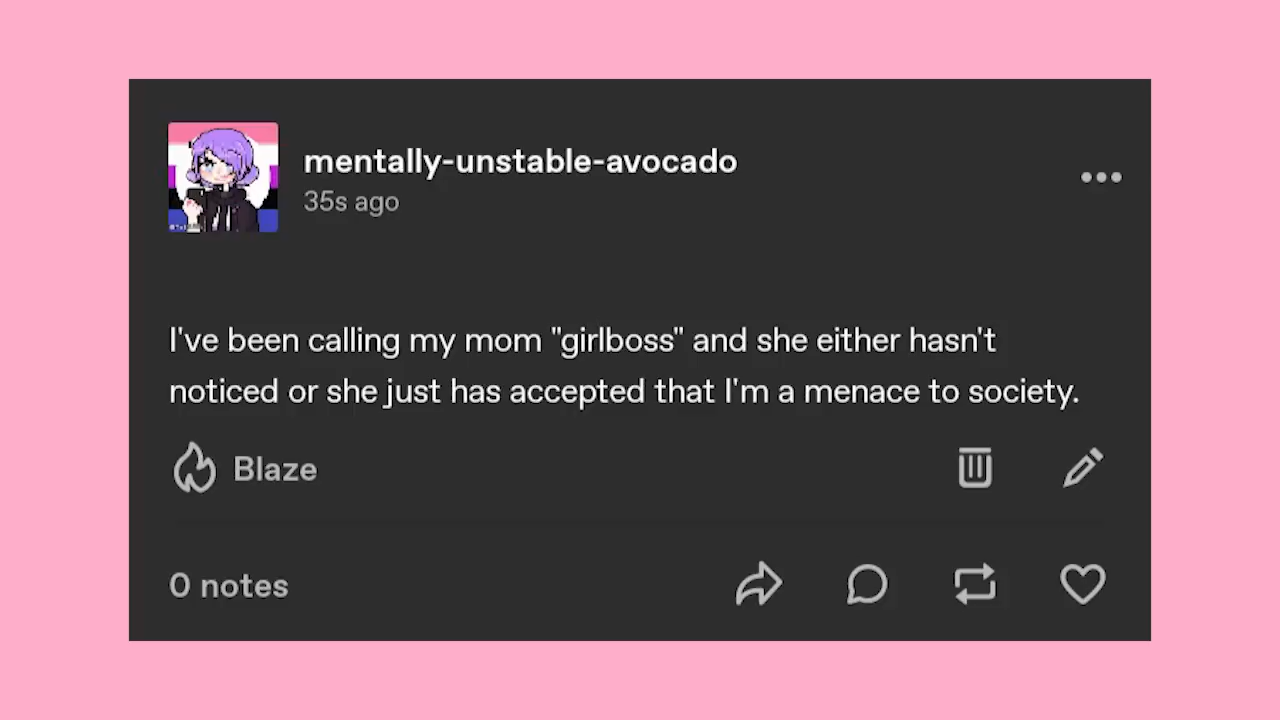 mentally-unstable-avocado
35s ago
I've been calling my mom "girlboss" and she either hasn't
noticed or she just has accepted that I'm a menace to society.
Blaze
0 notes